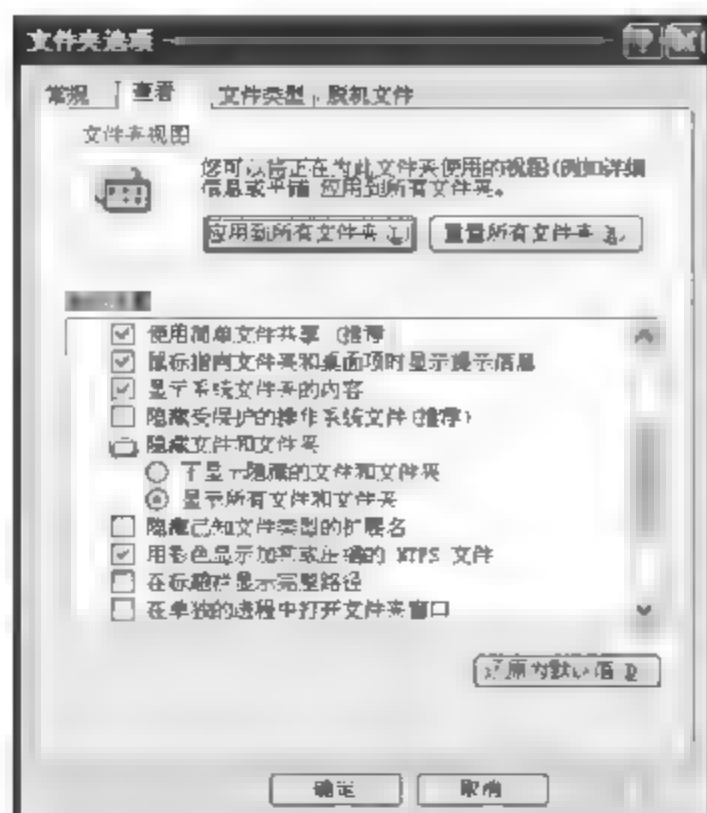 文件夹选项
常规 查看 文件类型 脱机文件
文件夹视图
您可以将正在为此文件夹使用的视图(例如详细
信息或平铺 应用到所有文件夹。
应用到所有文件夹 L) 重置所有文件夹 R.
使用简单文件共享 (推荐
鼠标指向文件夹和桌面项时显示提示信息
显示系统文件夹的内容
隐藏受保护的操作系统文件(推荐)
隐藏文件和文件夹
不显示隐藏的文件和文件夹
显示所有文件和文件夹
隐藏已知文件类型的扩展名
用彩色显示加密或压缩的 NTFS 文件
在标题栏显示完整路径
在单独的进程中打开文件夹窗口
还原为默认值 D
确定 取消